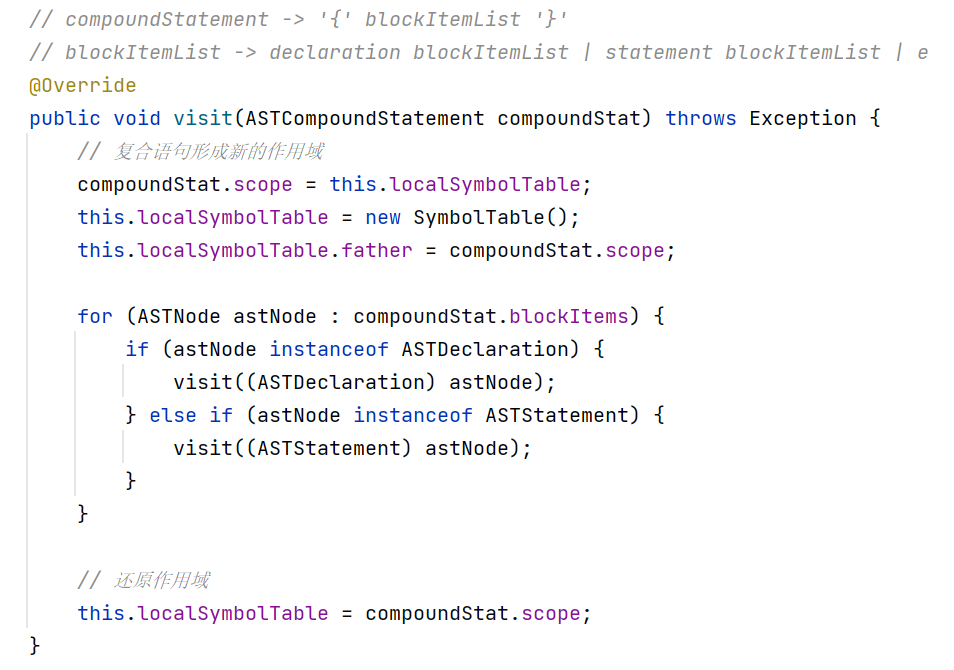 // compoundStatement -> '{' blockItemList '}'
// blockItemList -> declaration blockItemList | statement blockItemList | e
@Override
public void visit(ASTCompoundStatement compoundStat) throws Exception {
    // 复合语句形成新的作用域
    compoundStat.scope = this.localSymbolTable;
    this.localSymbolTable = new SymbolTable();
    this.localSymbolTable.father = compoundStat.scope;

    for (ASTNode astNode : compoundStat.blockItems) {
        if (astNode instanceof ASTDeclaration) {
            visit((ASTDeclaration) astNode);
        } else if (astNode instanceof ASTStatement) {
            visit((ASTStatement) astNode);
        }
    }

    // 还原作用域
    this.localSymbolTable = compoundStat.scope;
}